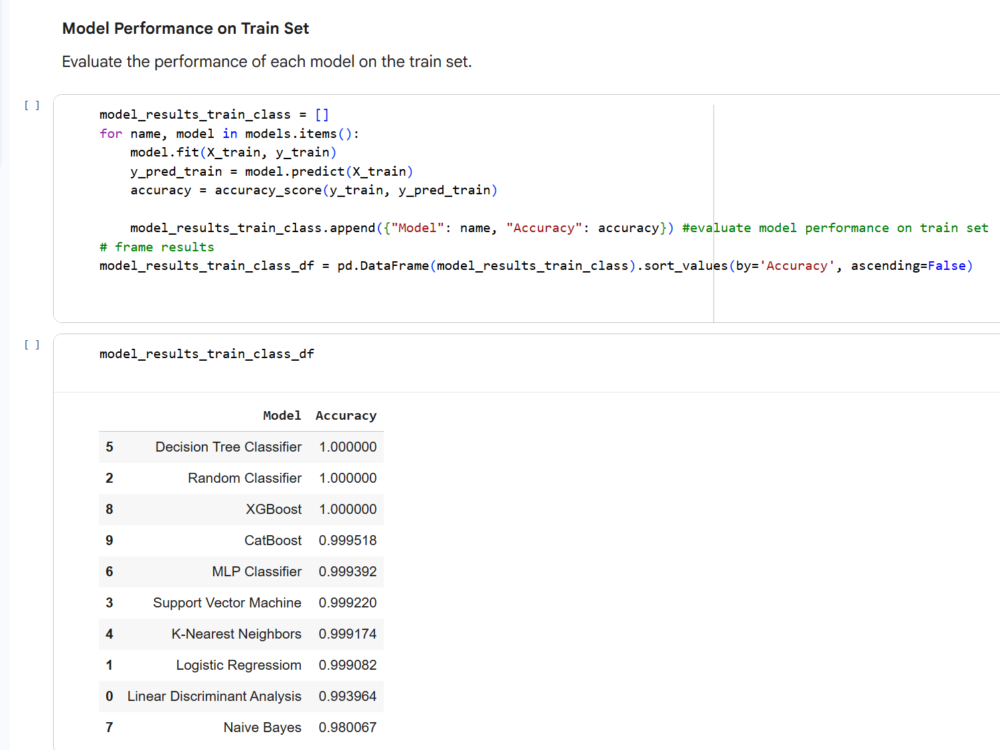 Model Performance on Train Set
Evaluate the performance of each model on the train set.
[ ]
model_results_train_class = []
for name, model in models.items():
    model.fit(X_train, y_train)
    y_pred_train = model.predict(X_train)
    accuracy = accuracy_score(y_train, y_pred_train)
    model_results_train_class.append({"Model": name, "Accuracy": accuracy}) #evaluate model performance on train set
# frame results
model_results_train_class_df = pd.DataFrame(model_results_train_class).sort_values(by='Accuracy', ascending=False)
[ ]
model_results_train_class_df
Model Accuracy
5 Decision Tree Classifier 1.000000
2 Random Classifier 1.000000
8 XGBoost 1.000000
9 CatBoost 0.999518
6 MLP Classifier 0.999392
3 Support Vector Machine 0.999220
4 K-Nearest Neighbors 0.999174
1 Logistic Regressiom 0.999082
0 Linear Discriminant Analysis 0.993964
7 Naive Bayes 0.980067